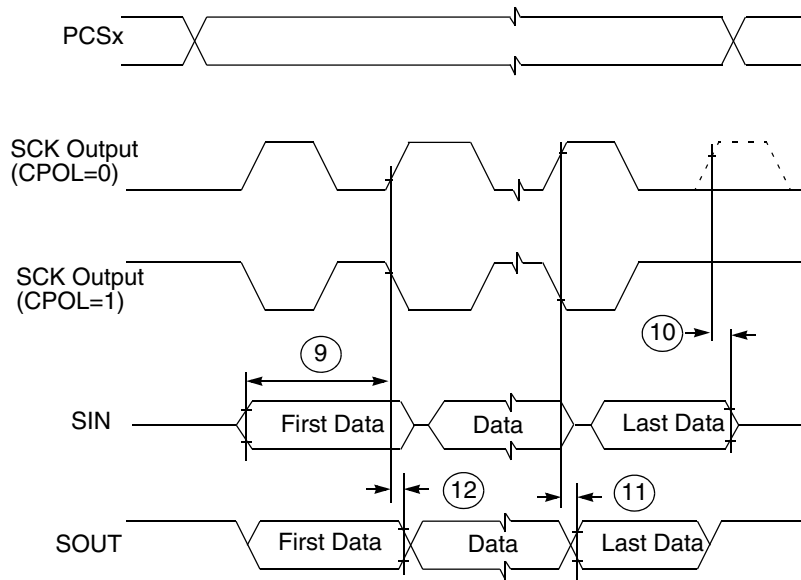 PCSx
SCK Output
(CPOL=0)
SCK Output
(CPOL=1)
9
10
SIN
First Data
Data
Last Data
12
11
SOUT
First Data
Data
Last Data